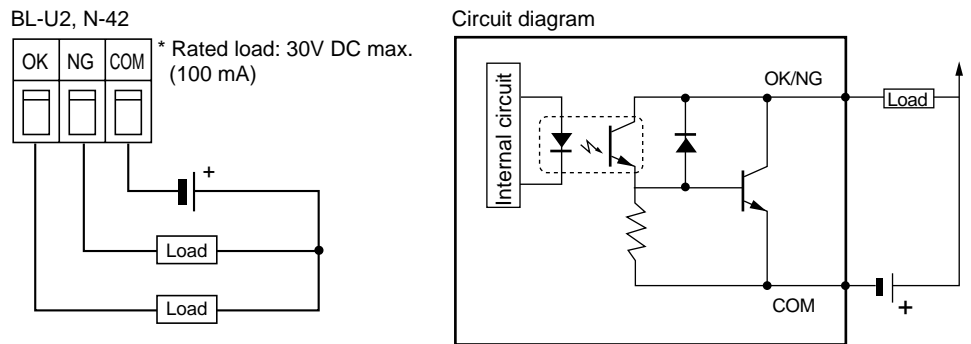 BL-U2, N-42
OK NG COM
* Rated load: 30V DC max.
(100 mA)
+
Load
Load
Circuit diagram
Internal circuit
OK/NG
Load
COM
+